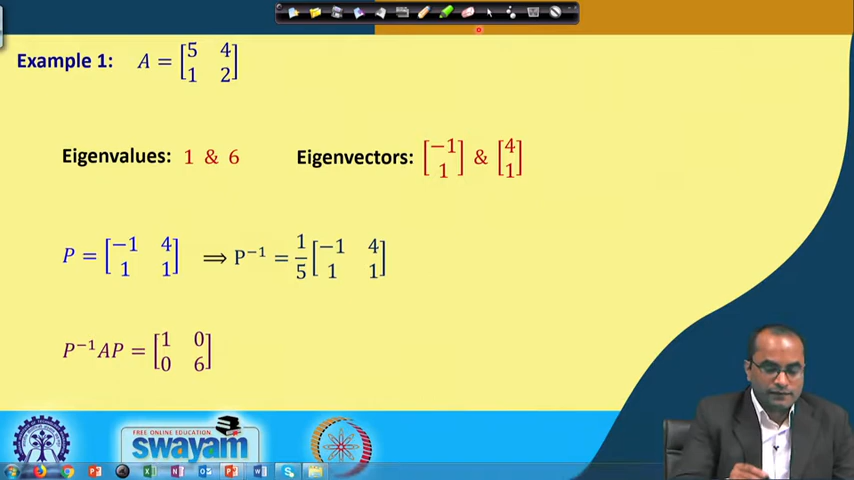 Example 1: A = [5 4; 1 2]
Eigenvalues: 1 & 6 Eigenvectors: [−1; 1] & [4; 1]
P = [−1 4; 1 1] ⟹ P⁻¹ = 1/5 [−1 4; 1 1]
P⁻¹AP = [1 0; 0 6]
FREE ONLINE EDUCATION
swayam